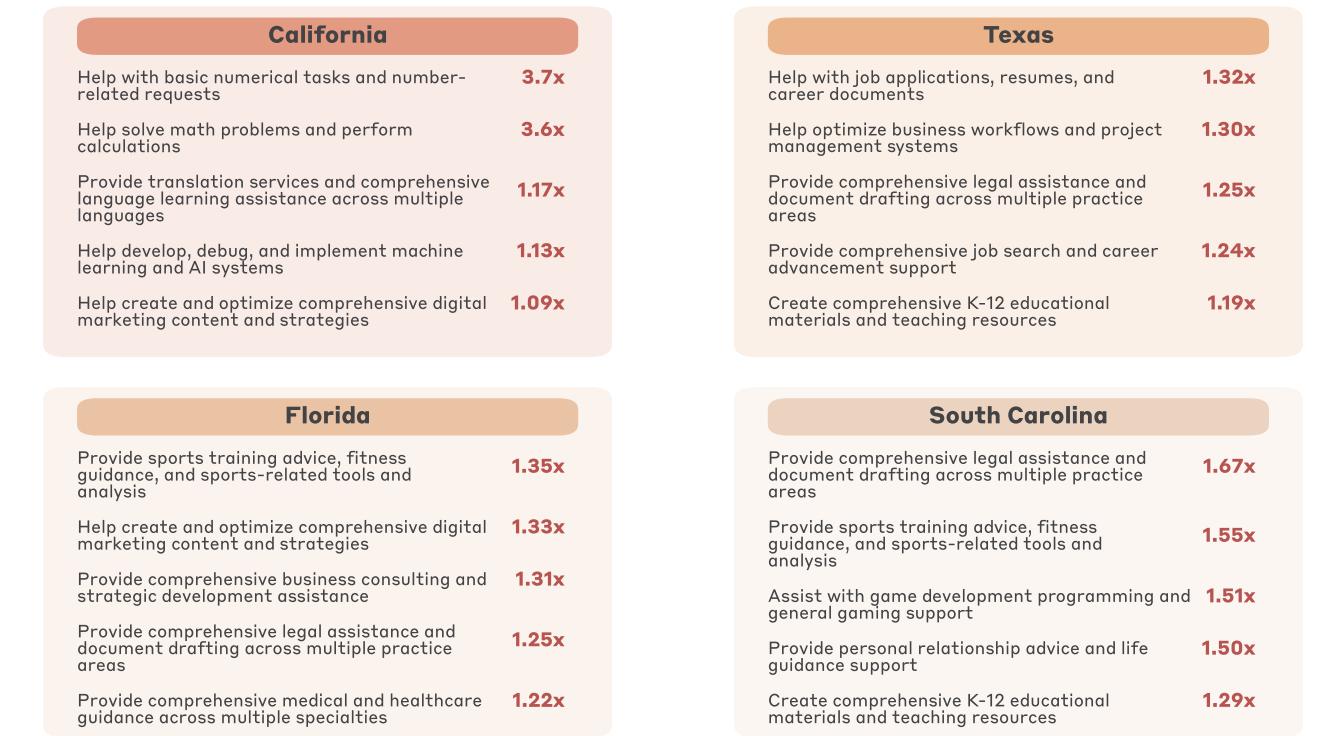 California
Help with basic numerical tasks and number-
related requests
3.7x
Help solve math problems and perform
calculations
3.6x
Provide translation services and comprehensive
language learning assistance across multiple
languages
1.17x
Help develop, debug, and implement machine
learning and AI systems
1.13x
Help create and optimize comprehensive digital
marketing content and strategies
1.09x
Texas
Help with job applications, resumes, and
career documents
1.32x
Help optimize business workflows and project
management systems
1.30x
Provide comprehensive legal assistance and
document drafting across multiple practice
areas
1.25x
Provide comprehensive job search and career
advancement support
1.24x
Create comprehensive K-12 educational
materials and teaching resources
1.19x
Florida
Provide sports training advice, fitness
guidance, and sports-related tools and
analysis
1.35x
Help create and optimize comprehensive digital
marketing content and strategies
1.33x
Provide comprehensive business consulting and
strategic development assistance
1.31x
Provide comprehensive legal assistance and
document drafting across multiple practice
areas
1.25x
Provide comprehensive medical and healthcare
guidance across multiple specialties
1.22x
South Carolina
Provide comprehensive legal assistance and
document drafting across multiple practice
areas
1.67x
Provide sports training advice, fitness
guidance, and sports-related tools and
analysis
1.55x
Assist with game development programming and
general gaming support
1.51x
Provide personal relationship advice and life
guidance support
1.50x
Create comprehensive K-12 educational
materials and teaching resources
1.29x